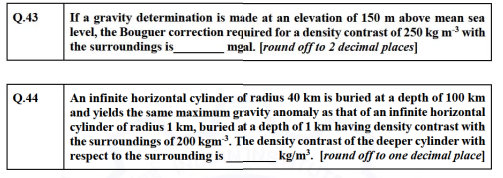 Q.43
If a gravity determination is made at an elevation of 150 m above mean sea
level, the Bouguer correction required for a density contrast of 250 kg m-3 with
the surroundings is________ mgal. [round off to 2 decimal places]
Q.44
An infinite horizontal cylinder of radius 40 km is buried at a depth of 100 km
and yields the same maximum gravity anomaly as that of an infinite horizontal
cylinder of radius 1 km, buried at a depth of 1 km having density contrast with
the surroundings of 200 kgm-3. The density contrast of the deeper cylinder with
respect to the surrounding is ________ kg/m3. [round off to one decimal place]